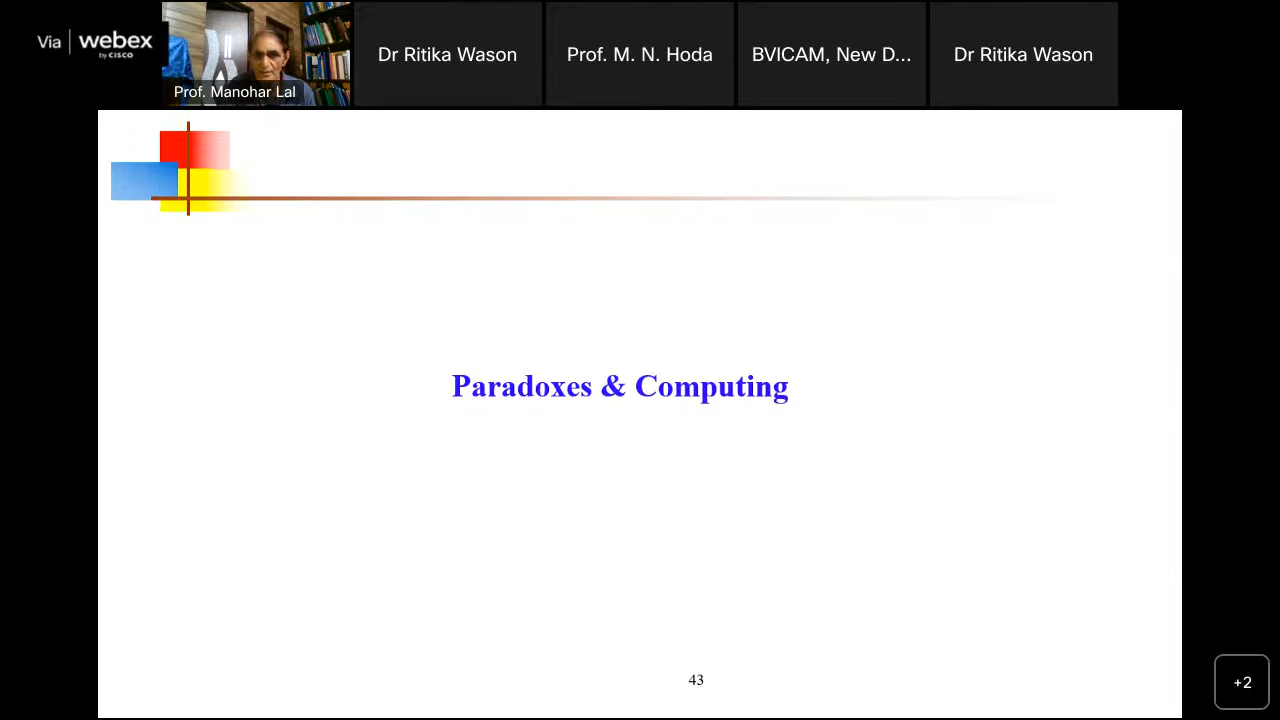 Via webex
by CISCO
Prof. Manohar Lal
Dr Ritika Wason
Prof. M. N. Hoda
BVICAM, New D...
Dr Ritika Wason
Paradoxes & Computing
43
+2